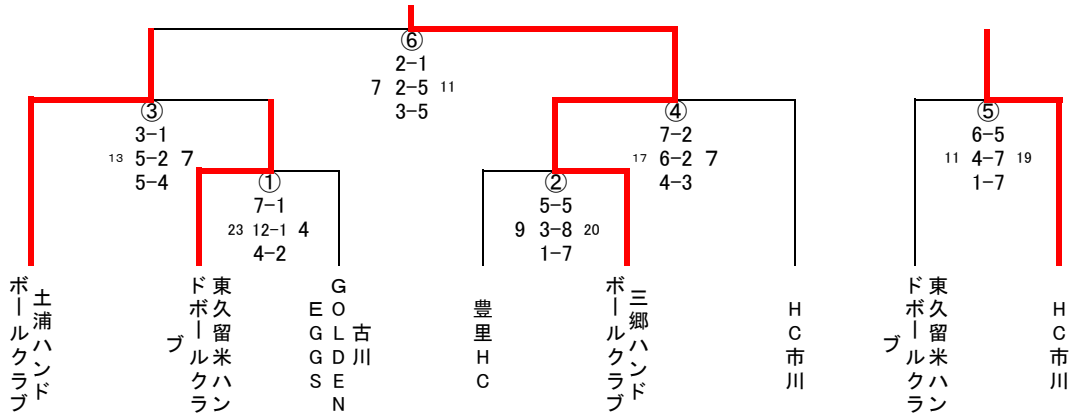 ⑥
2-1
7 2-5 11
3-5
③
3-1
13 5-2 7
5-4
④
7-2
17 6-2 7
4-3
⑤
6-5
11 4-7 19
1-7
①
7-1
23 12-1 4
4-2
②
5-5
9 3-8 20
1-7
土浦ハンド
ボールクラブ
東久留米ハン
ドボールクラ
ブ
古川
GOLDEN
EGGS
豊里HC
三郷ハンド
ボールクラブ
HC市川
東久留米ハン
ドボールクラ
ブ
HC市川